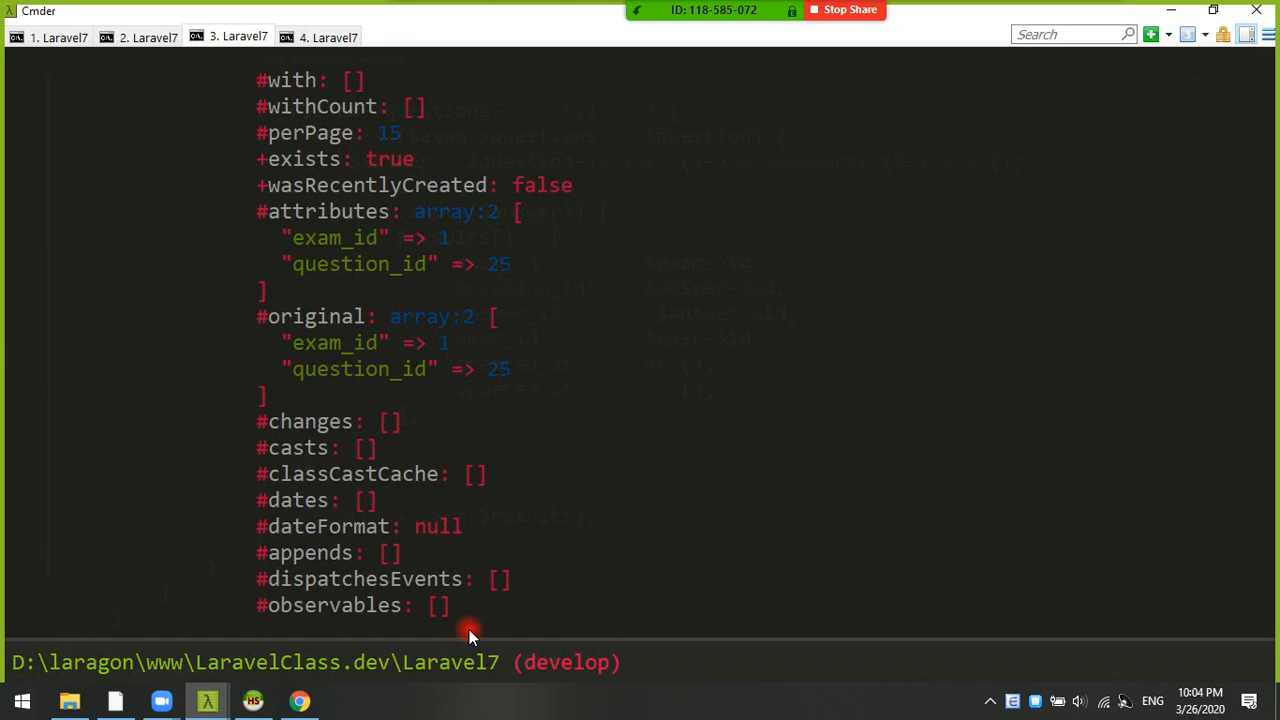 Cmder
ID: 118-585-072
Stop Share
1. Laravel7
2. Laravel7
3. Laravel7
4. Laravel7
Search
#with: []
#withCount: []
#perPage: 15
+exists: true
+wasRecentlyCreated: false
#attributes: array:2 [
"exam_id" => 1
"question_id" => 25
]
#original: array:2 [
"exam_id" => 1
"question_id" => 25
]
#changes: []
#casts: []
#classCastCache: []
#dates: []
#dateFormat: null
#appends: []
#dispatchesEvents: []
#observables: []
D:\laragon\www\LaravelClass.dev\Laravel7 (develop)
HS
ENG
10:04 PM
3/26/2020